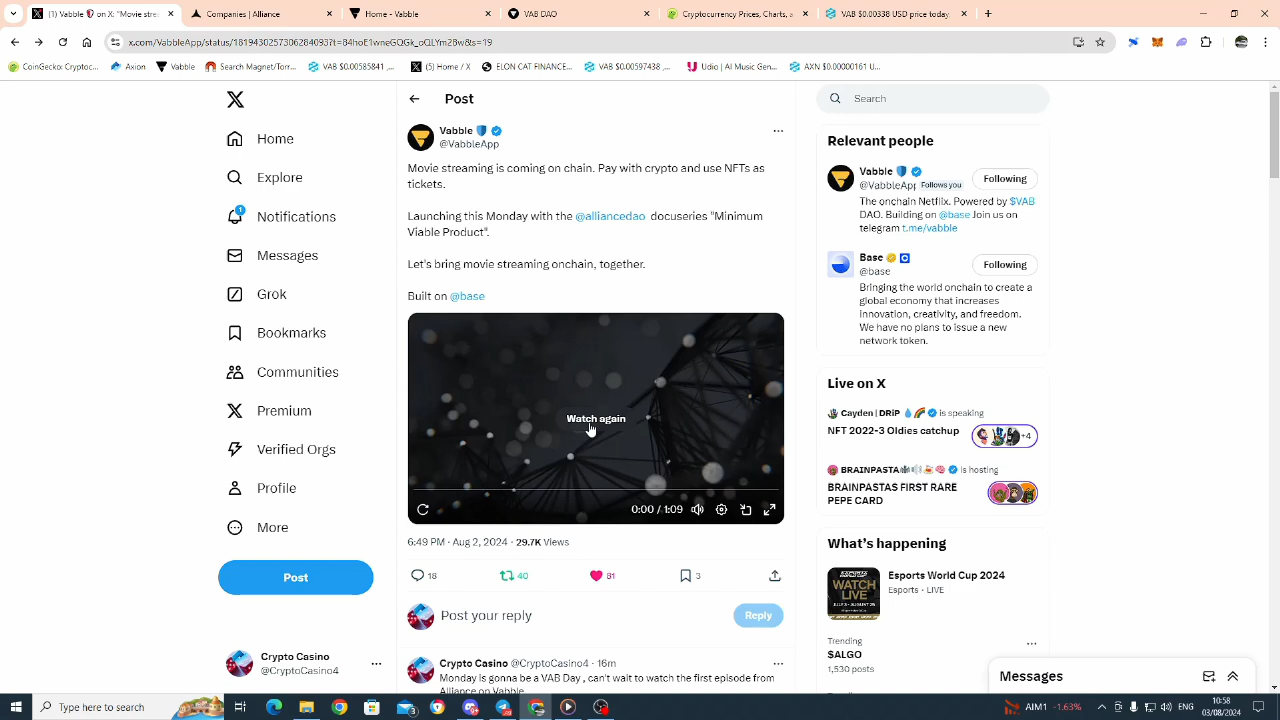 (1) Vabble on X: "Movie stre
Comics | Alliance
Home - Vabble
VAB DAO
Cryptocurrency Prices, Charts, a
VAB $0.00338 USD price today,
CoinGecko: Cryptoc...
Axion
Vabble
Search Magnet/Torr...
VAB $0.00585841 ,...
(5) Home / X
ELON CAT FINANCE...
VAB $0.00597438 ,...
Udio | AI Music Gen...
AXN $0.00000161 U...
Home
Explore
1
Notifications
Messages
Grok
Bookmarks
Communities
Premium
Verified Orgs
Profile
More
Post
Crypto Casino
@CryptoCasino4
Post
Vabble
@VabbleApp
Movie streaming is coming on chain. Pay with crypto and use NFTs as
tickets.
Launching this Monday with the @alliancedao docuseries "Minimum
Viable Product".
Let's bring movie streaming onchain, together.
Built on @base
Watch again
0:00 / 1:09
6:49 PM · Aug 2, 2024 · 29.7K Views
18
40
81
3
Post your reply
Reply
Crypto Casino @CryptoCasino4 · 16m
Monday is gonna be a VAB Day , can't wait to watch the first episode from
Alliance on Vabble
Search
Relevant people
Vabble
@VabbleApp Follows you
Following
The onchain Netflix. Powered by $VAB
DAO. Building on @base Join us on
telegram t.me/vabble
Base
@base
Following
Bringing the world onchain to create a
global economy that increases
innovation, creativity, and freedom.
We have no plans to issue a new
network token.
Live on X
Cayden | DRiP is speaking
NFT 2022-3 Oldies catchup
+4
BRAINPASTA is hosting
BRAINPASTAS FIRST RARE
PEPE CARD
What's happening
WATCH
LIVE
Esports World Cup 2024
Esports · LIVE
Trending
$ALGO
1,530 posts
Messages
Type here to search
3
AIM1 -1.63%
ENG
10:58
03/08/2024